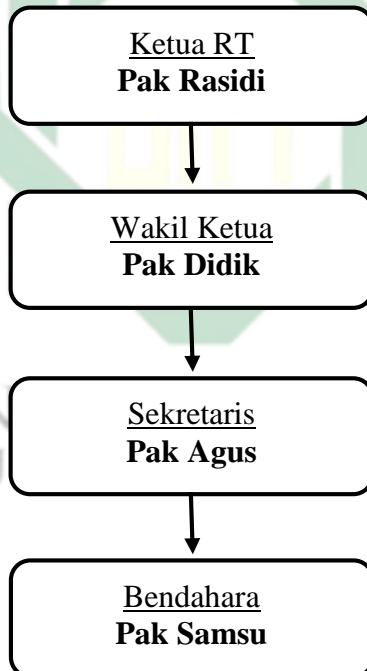 Ketua RT
Pak Rasidi
Wakil Ketua
Pak Didik
Sekretaris
Pak Agus
Bendahara
Pak Samsu